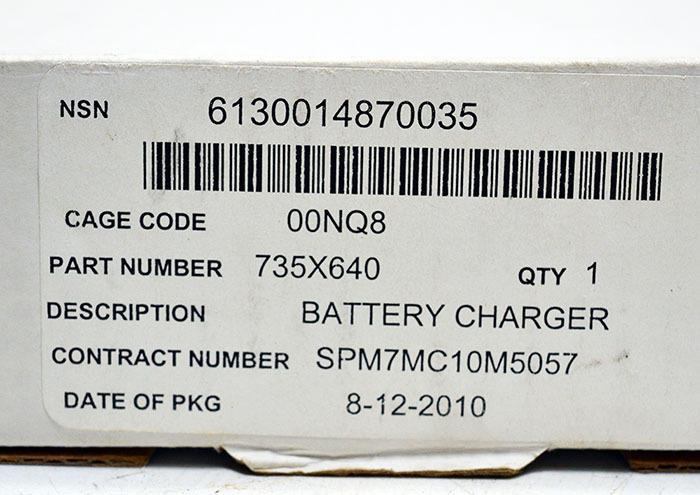 NSN 6130014870035
CAGE CODE 00NQ8
PART NUMBER 735X640 QTY 1
DESCRIPTION BATTERY CHARGER
CONTRACT NUMBER SPM7MC10M5057
DATE OF PKG 8-12-2010